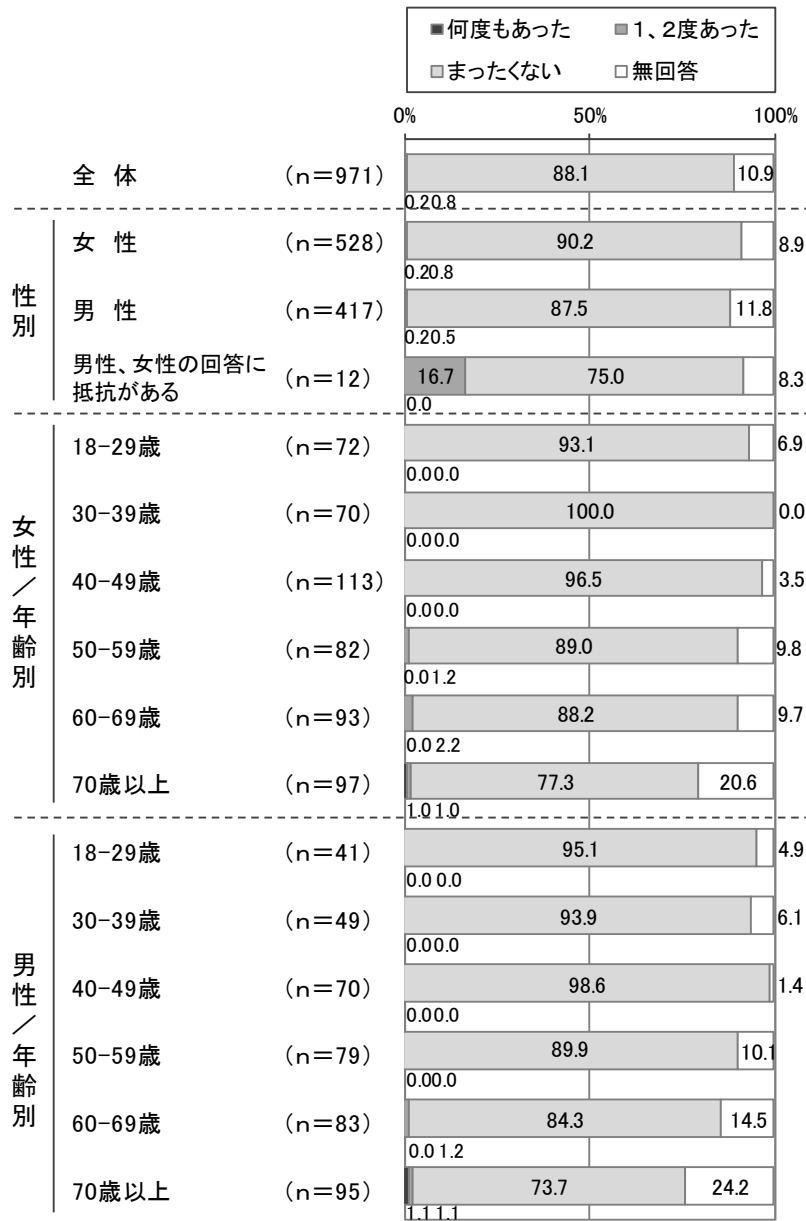 ■何度もあった ■1、2度あった
□まったくない □無回答
0% 50% 100%
全 体 (n=971) 88.1 10.9
0.2 0.8
性別
女 性 (n=528) 90.2 8.9
0.2 0.8
男 性 (n=417) 87.5 11.8
0.2 0.5
男性、女性の回答に
抵抗がある (n=12) 16.7 75.0 8.3
0.0
女性/年齢別
18-29歳 (n=72) 93.1 6.9
0.0 0.0
30-39歳 (n=70) 100.0 0.0
0.0 0.0
40-49歳 (n=113) 96.5 3.5
0.0 0.0
50-59歳 (n=82) 89.0 9.8
0.0 1.2
60-69歳 (n=93) 88.2 9.7
0.0 2.2
70歳以上 (n=97) 77.3 20.6
1.0 1.0
男性/年齢別
18-29歳 (n=41) 95.1 4.9
0.0 0.0
30-39歳 (n=49) 93.9 6.1
0.0 0.0
40-49歳 (n=70) 98.6 1.4
0.0 0.0
50-59歳 (n=79) 89.9 10.1
0.0 0.0
60-69歳 (n=83) 84.3 14.5
0.0 1.2
70歳以上 (n=95) 73.7 24.2
1.1 1.1